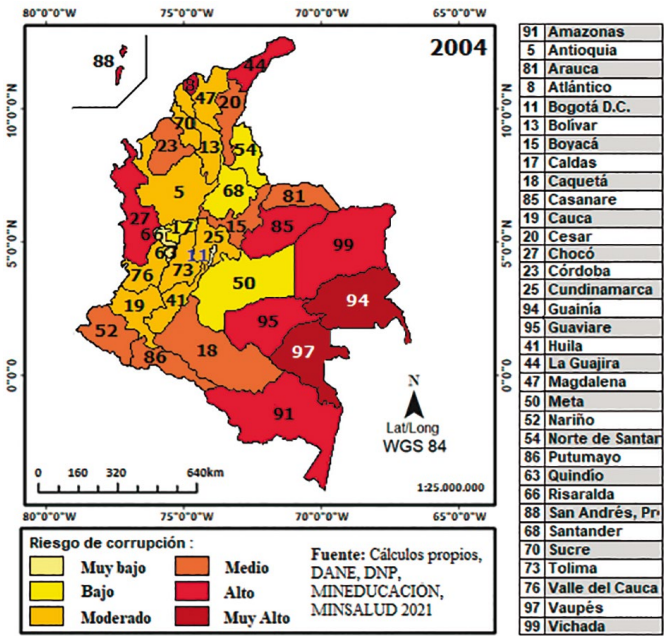 80°0'0"O 75°0'0"O 70°0'0"O 65°0'0"O
2004
88
44
8
47
20
70
23
13
54
5
68
81
27
15
85
66
17
25
99
63
11
76
73
50
19
41
94
52
95
86
18
97
91
10°0'0"N
5°0'0"N
0°0'0"
10°0'0"N
5°0'0"N
0°0'0"
N
Lat/Long
WGS 84
0 160 320 640km
1:25.000.000
80°0'0"O 75°0'0"O 70°0'0"O 65°0'0"O
91 Amazonas
5 Antioquia
81 Arauca
8 Atlántico
11 Bogotá D.C.
13 Bolívar
15 Boyacá
17 Caldas
18 Caquetá
85 Casanare
19 Cauca
20 Cesar
27 Chocó
23 Córdoba
25 Cundinamarca
94 Guainía
95 Guaviare
41 Huila
44 La Guajira
47 Magdalena
50 Meta
52 Nariño
54 Norte de Santar
86 Putumayo
63 Quindío
66 Risaralda
88 San Andrés, Pr
68 Santander
70 Sucre
73 Tolima
76 Valle del Cauca
97 Vaupés
99 Vichada
Riesgo de corrupción :
Muy bajo
Bajo
Moderado
Medio
Alto
Muy Alto
Fuente: Cálculos propios,
DANE, DNP,
MINEDUCACIÓN,
MINSALUD 2021